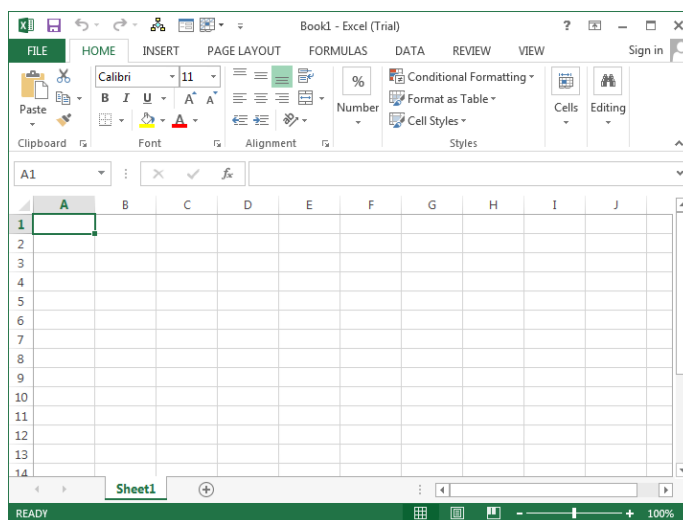 Book1 - Excel (Trial)
FILE HOME INSERT PAGE LAYOUT FORMULAS DATA REVIEW VIEW Sign in
Paste
Calibri 11
B I U A A
A
%
Number
Conditional Formatting
Format as Table
Cell Styles
Cells
Editing
Clipboard Font Alignment Styles
A1 fx
A B C D E F G H I J
1
2
3
4
5
6
7
8
9
10
11
12
13
14
Sheet1
READY 100%